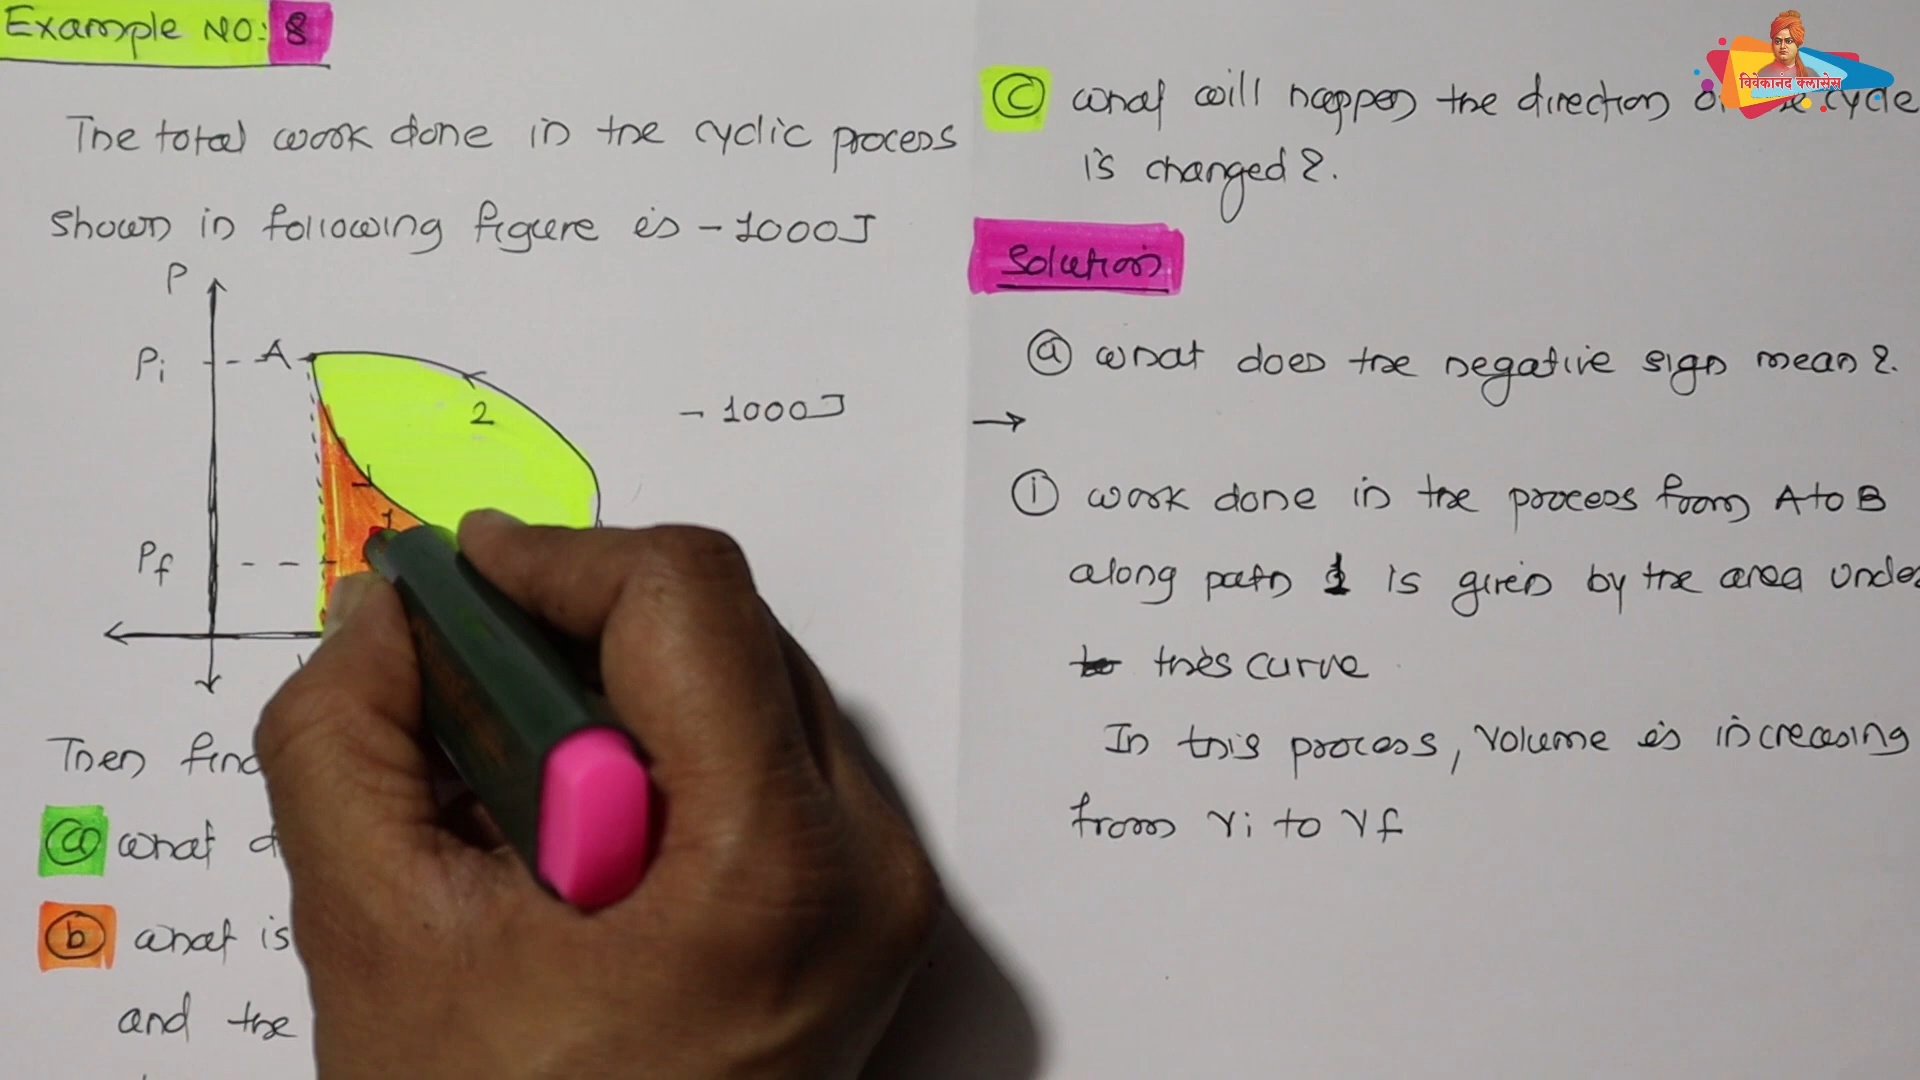 Example NO: 8
The total work done in the cyclic process
shown in following figure is - 1000J
P
Pi
A
2
- 1000J
1
Pf
Then find
a what
b what is
and the
c what will happen the direction
cycle
is changed?.
Solution
a what does the negative sign mean?.
→
i work done in the process from A to B
along path 1 is given by the area under
this curve
In this process, volume is increasing
from Vi to Vf
विवेकानंद क्लासेस